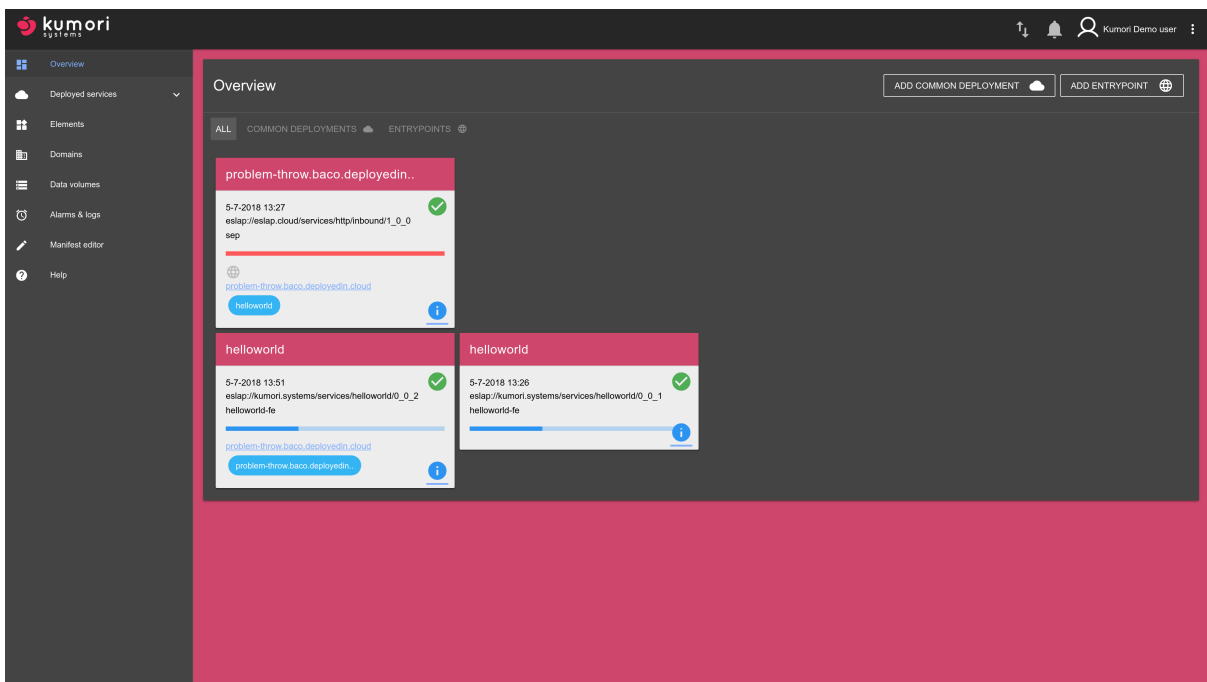 kumori
systems
Kumori Demo user
Overview
Deployed services
Elements
Domains
Data volumes
Alarms & logs
Manifest editor
Help
Overview
ADD COMMON DEPLOYMENT
ADD ENTRYPOINT
ALL
COMMON DEPLOYMENTS
ENTRYPOINTS
problem-throw.baco.deployedin..
5-7-2018 13:27
eslap://eslap.cloud/services/http/inbound/1_0_0
sep
problem-throw.baco.deployedin.cloud
helloworld
helloworld
5-7-2018 13:51
eslap://kumori.systems/services/helloworld/0_0_2
helloworld-fe
problem-throw.baco.deployedin.cloud
problem-throw.baco.deployedin..
helloworld
5-7-2018 13:26
eslap://kumori.systems/services/helloworld/0_0_1
helloworld-fe